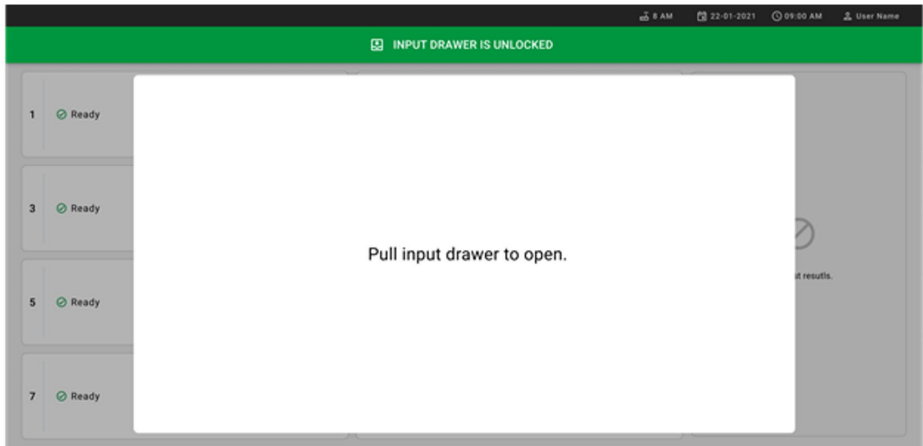 8 AM 22-01-2021 09:00 AM User Name
INPUT DRAWER IS UNLOCKED
1 Ready
3 Ready
Pull input drawer to open.
resutls.
5 Ready
7 Ready